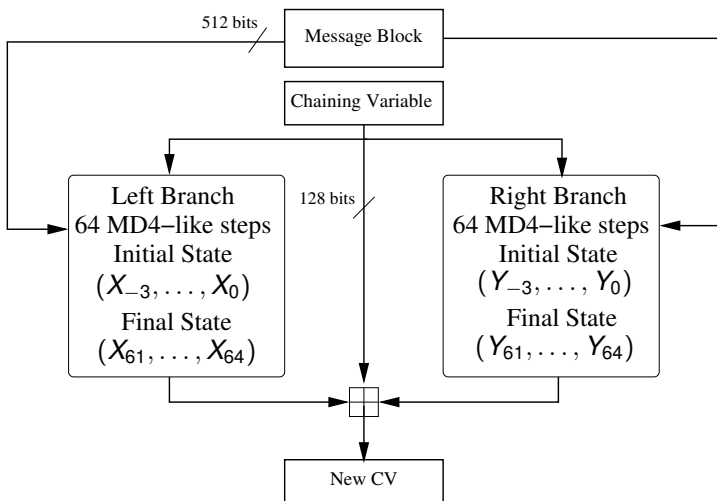 512 bits
Message Block
Chaining Variable
128 bits
Left Branch
64 MD4−like steps
Initial State
(X₋₃, . . . , X₀)
Final State
(X₆₁, . . . , X₆₄)
Right Branch
64 MD4−like steps
Initial State
(Y₋₃, . . . , Y₀)
Final State
(Y₆₁, . . . , Y₆₄)
New CV